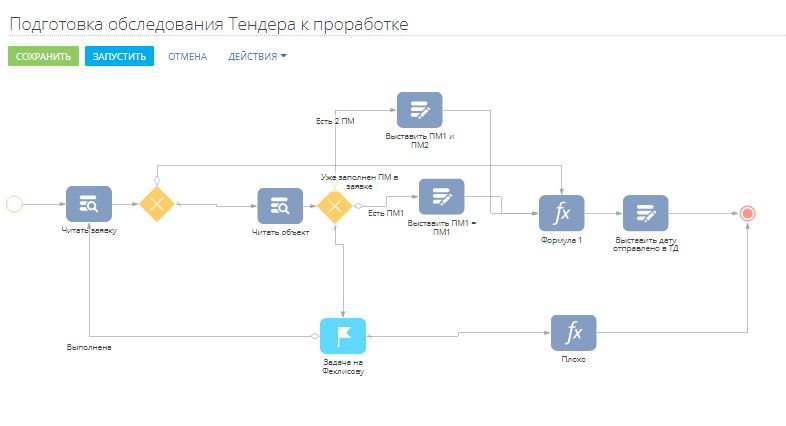 Подготовка обследования Тендера к проработке
СОХРАНИТЬ
ЗАПУСТИТЬ
ОТМЕНА
ДЕЙСТВИЯ
Есть 2 ПМ
Выставить ПМ1 и
ПМ2
Уже заполнен ПМ в
заявке
Читать заявку
Читать объект
Есть ПМ1
Выставить ПМ1 =
ПМ1
fx
Формула 1
Выставить дату
отправлено в ТД
Выполнена
Задача на
Феклисову
fx
Плохо